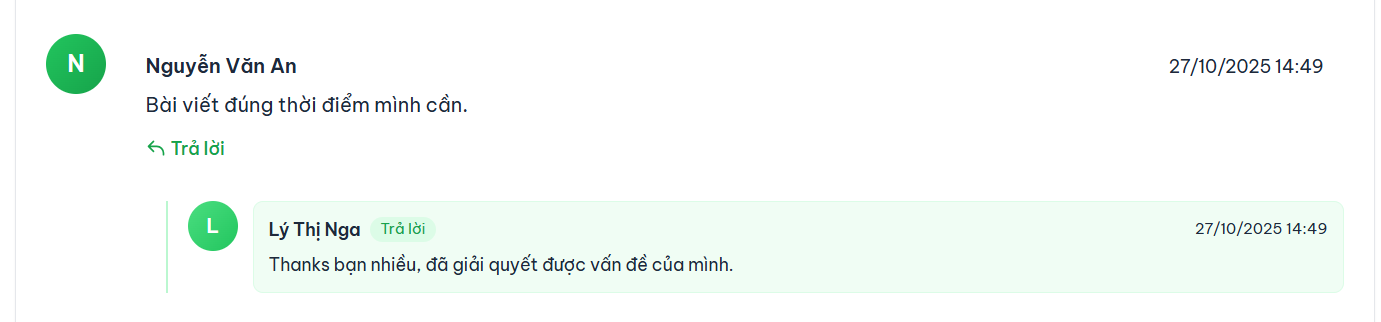 N
Nguyễn Văn An
27/10/2025 14:49
Bài viết đúng thời điểm mình cần.
Trả lời
L
Lý Thị Nga
Trả lời
27/10/2025 14:49
Thanks bạn nhiều, đã giải quyết được vấn đề của mình.